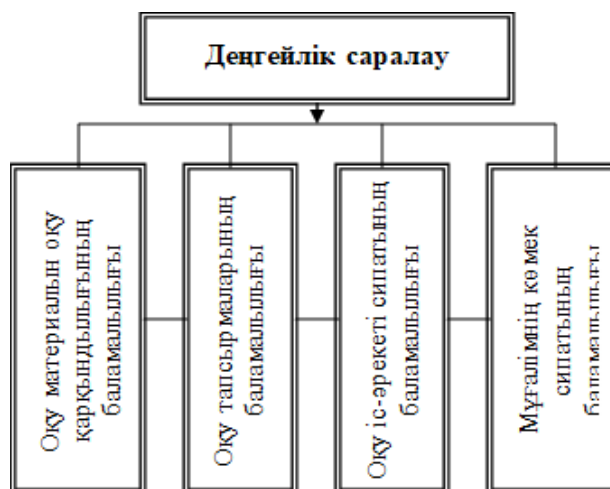 Деңгейлік саралау
Оқу материалын оқу
қарқындылығының
баламалылығы
Оқу тапсырмаларының
баламалылығы
Оқу іс-әрекеті сипатының
баламалылығы
Мұғалімнің көмек
сипатының
баламалылығы